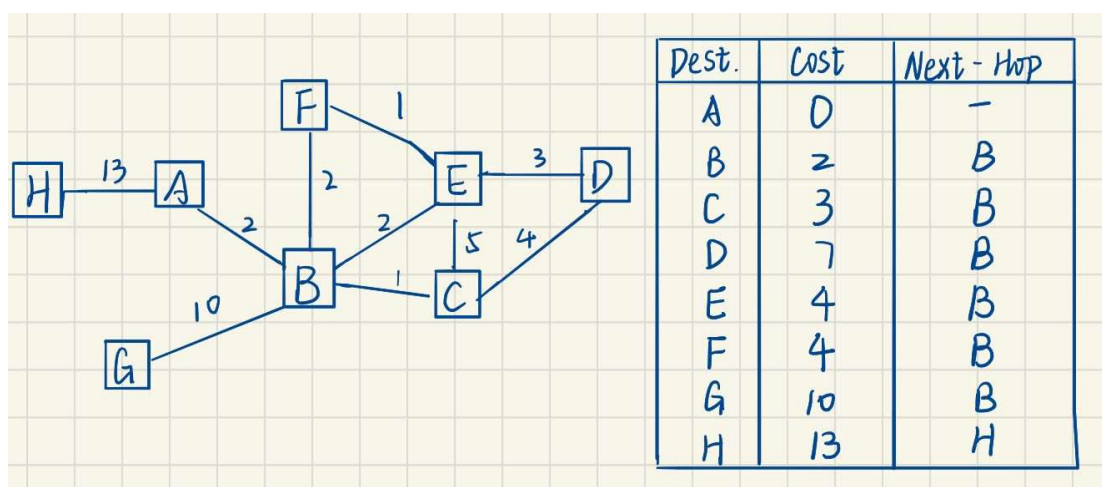 F
1
E
3
D
H
13
A
2
2
2
5
4
B
1
C
10
G
Dest. Cost Next-Hop
A 0 -
B 2 B
C 3 B
D 7 B
E 4 B
F 4 B
G 10 B
H 13 H